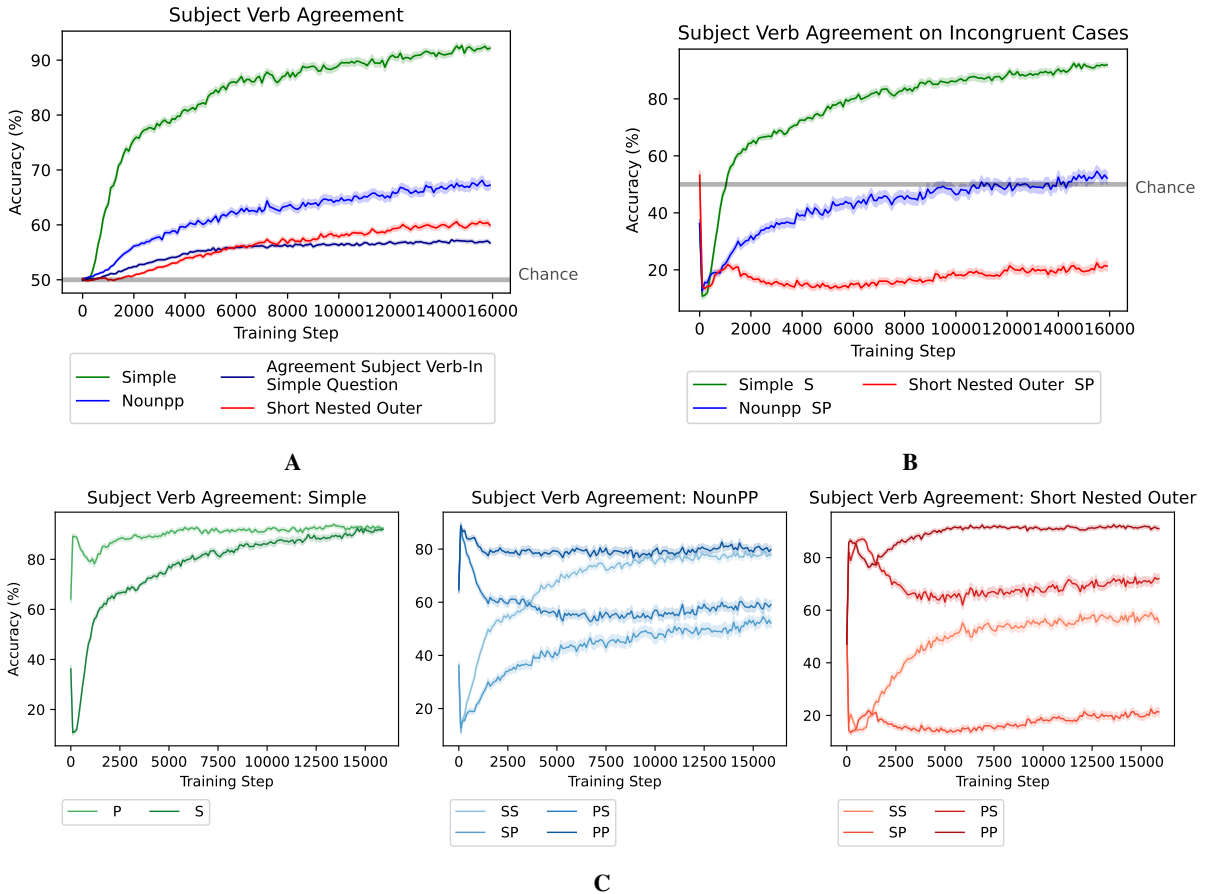 Subject Verb Agreement
Accuracy (%)
90
80
70
60
50
Chance
0 2000 4000 6000 8000 10000 12000 14000 16000
Training Step
Simple
Nounpp
Agreement Subject Verb-In
Simple Question
Short Nested Outer
A
Subject Verb Agreement on Incongruent Cases
Accuracy (%)
80
60
40
20
Chance
0 2000 4000 6000 8000 10000 12000 14000 16000
Training Step
Simple S
Nounpp SP
Short Nested Outer SP
B
Subject Verb Agreement: Simple
Accuracy (%)
80
60
40
20
0 2500 5000 7500 10000 12500 15000
Training Step
P S
Subject Verb Agreement: NounPP
80
60
40
20
0 2500 5000 7500 10000 12500 15000
Training Step
SS PS
SP PP
Subject Verb Agreement: Short Nested Outer
80
60
40
20
0 2500 5000 7500 10000 12500 15000
Training Step
SS PS
SP PP
C